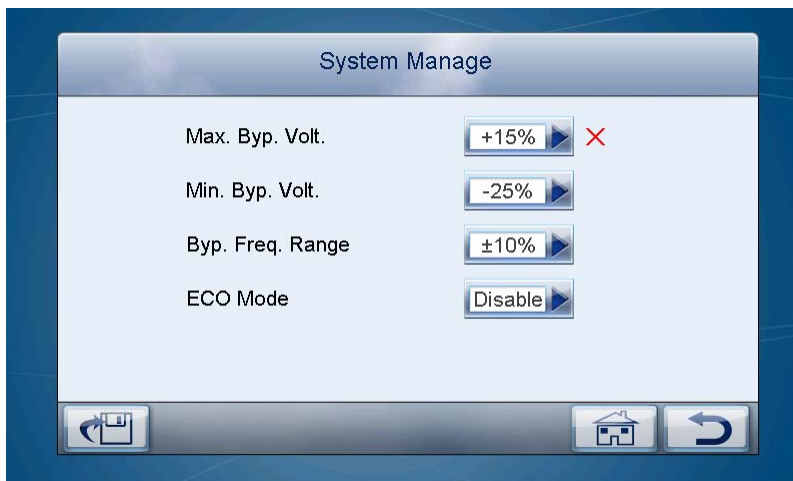 System Manage
Max. Byp. Volt. +15%
Min. Byp. Volt. -25%
Byp. Freq. Range ±10%
ECO Mode Disable